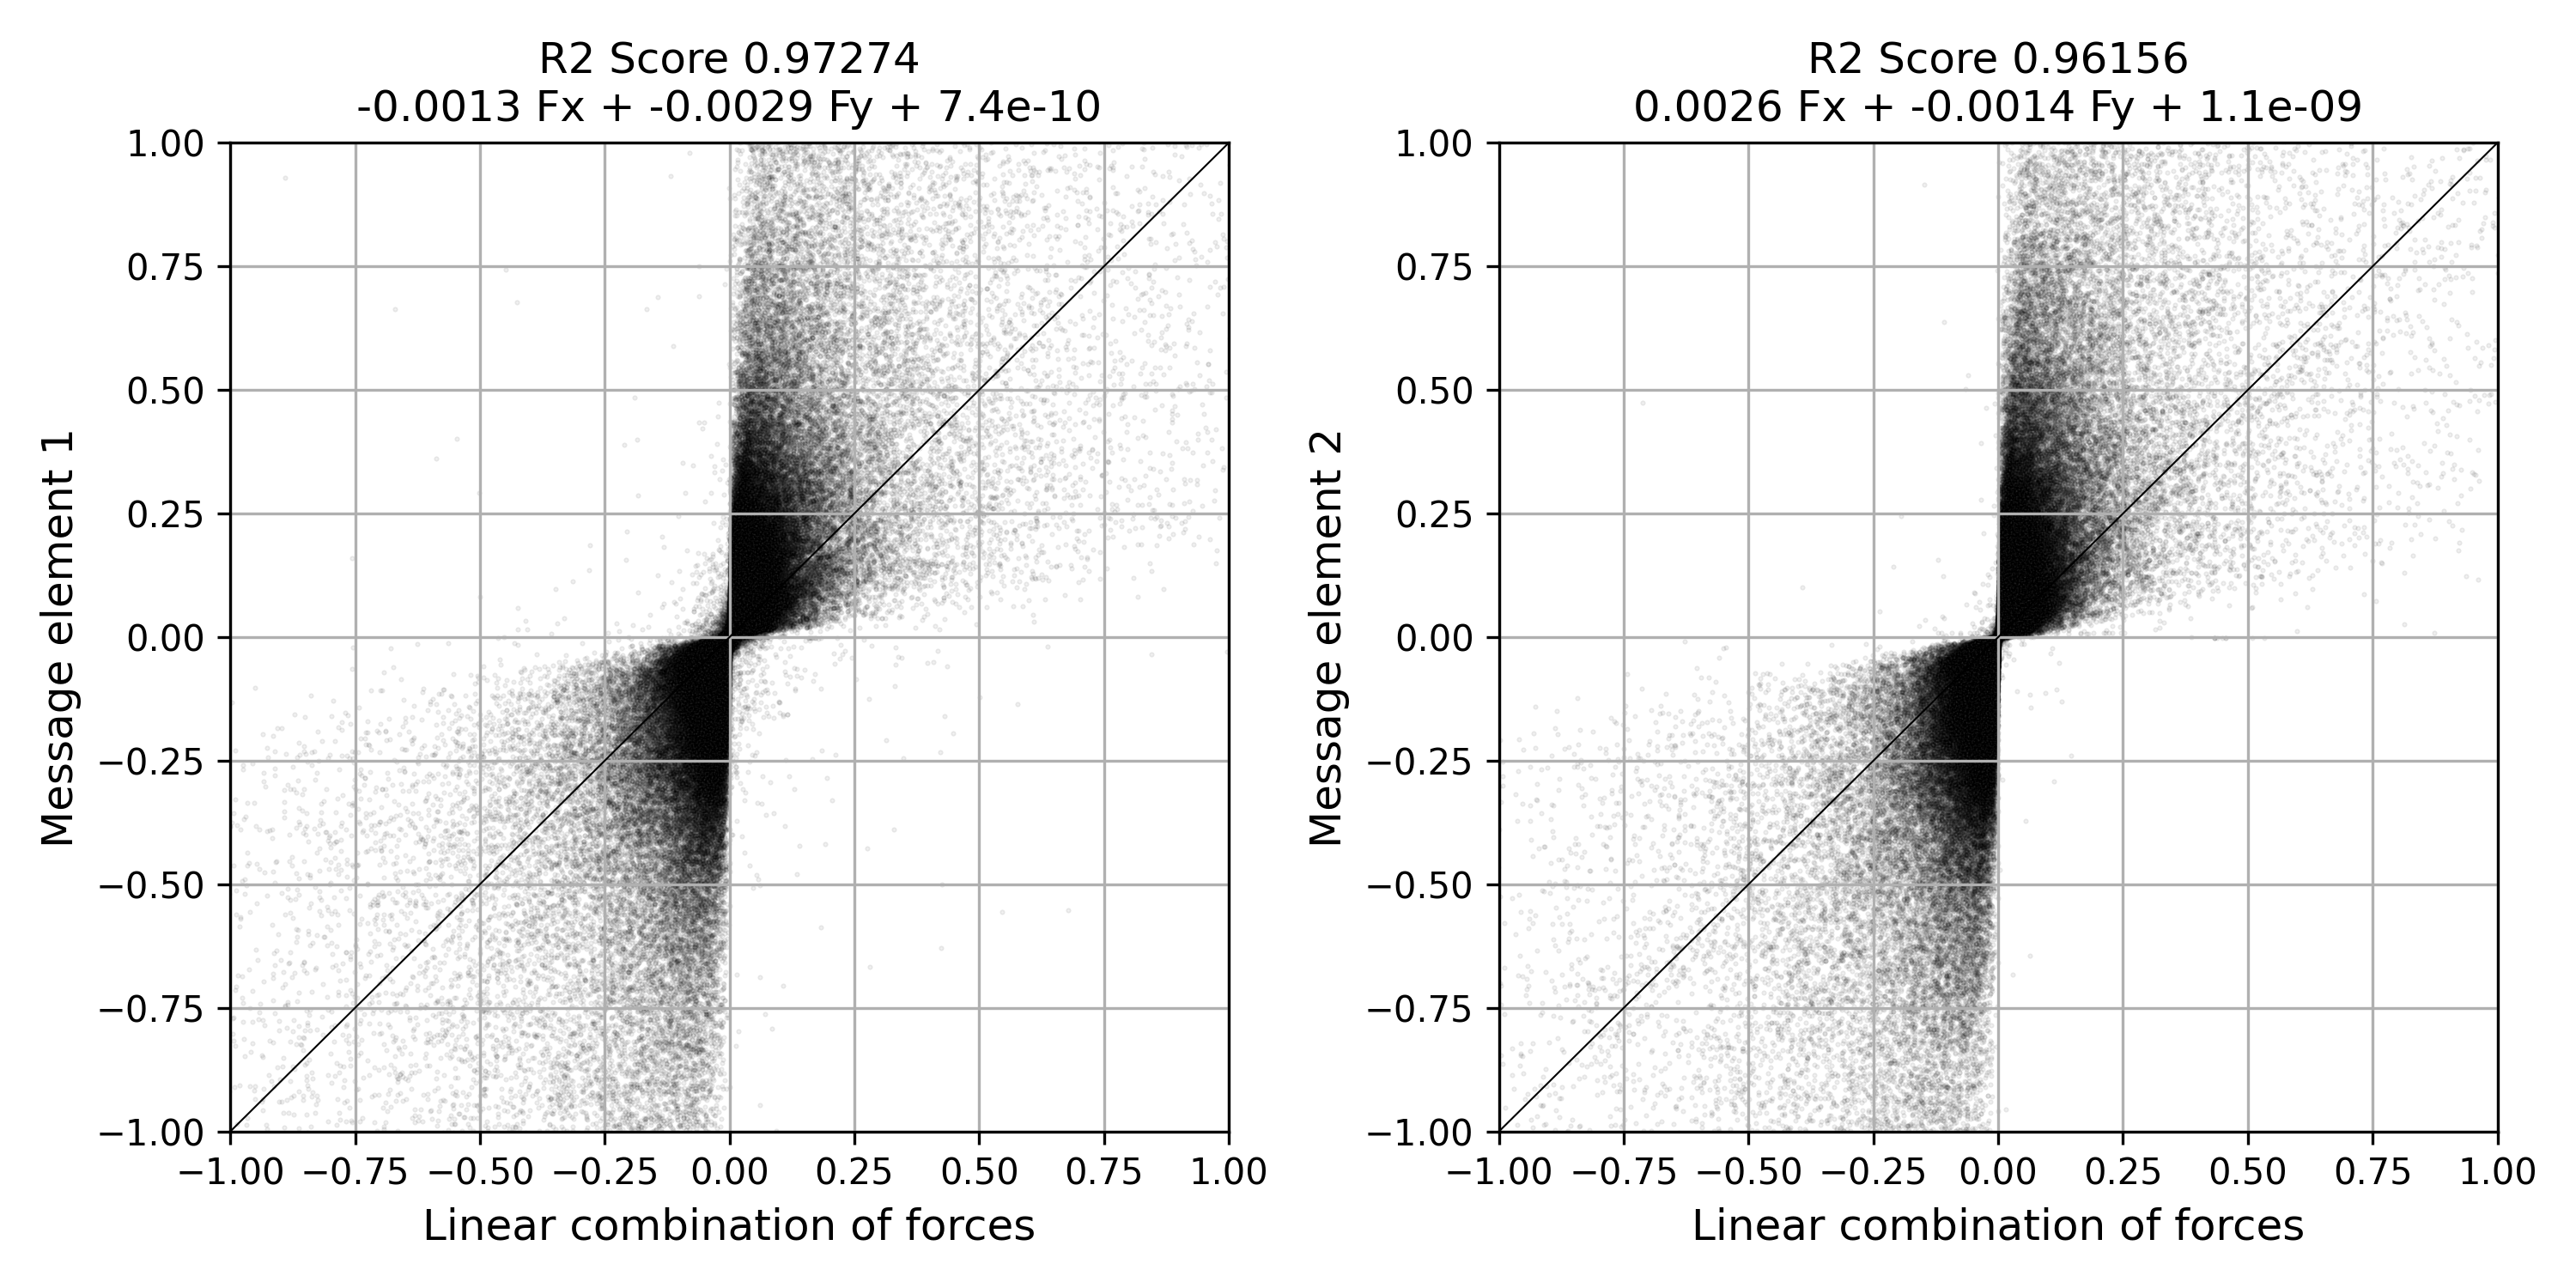 R2 Score 0.97274
-0.0013 Fx + -0.0029 Fy + 7.4e-10
1.00
0.75
0.50
0.25
0.00
−0.25
−0.50
−0.75
−1.00
Message element 1
−1.00 −0.75 −0.50 −0.25 0.00 0.25 0.50 0.75 1.00
Linear combination of forces
R2 Score 0.96156
0.0026 Fx + -0.0014 Fy + 1.1e-09
1.00
0.75
0.50
0.25
0.00
−0.25
−0.50
−0.75
−1.00
Message element 2
−1.00 −0.75 −0.50 −0.25 0.00 0.25 0.50 0.75 1.00
Linear combination of forces